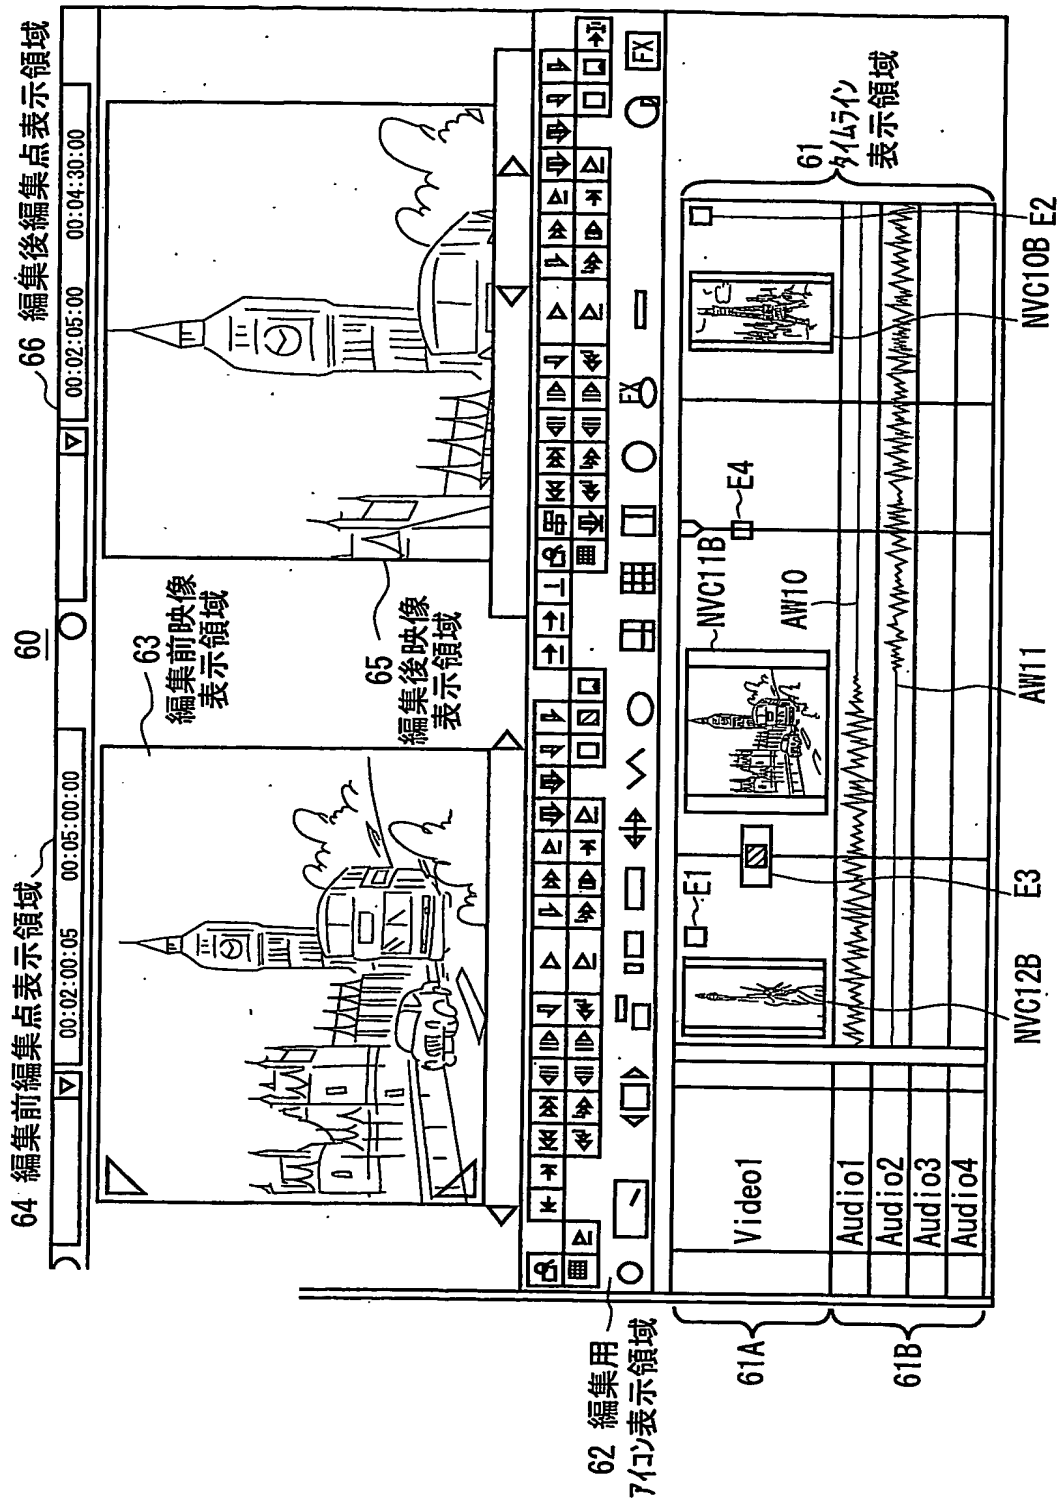 60
64 編集前編集点表示領域
66 編集後編集点表示領域
00:02:00:05
00:05:00:00
00:02:05:00
00:04:30:00
63
編集前映像
表示領域
65
編集後映像
表示領域
62 編集用
アイコン表示領域
FX
FX
61
タイムライン
表示領域
61A
61B
Video1
Audio1
Audio2
Audio3
Audio4
E1
NVC11B
E4
AW10
NVC12B
E3
AW11
NVC10B
E2